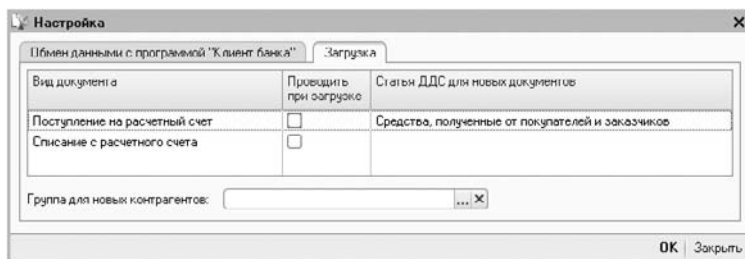 Настройка
Обмен данными с программой "Клиент банка" Загрузка
Вид документа Проводить при загрузке Статья ДДС для новых документов
Поступление на расчетный счет Средства, полученные от покупателей и заказчиков
Списание с расчетного счета
Группа для новых контрагентов: ...
OK Закрыть